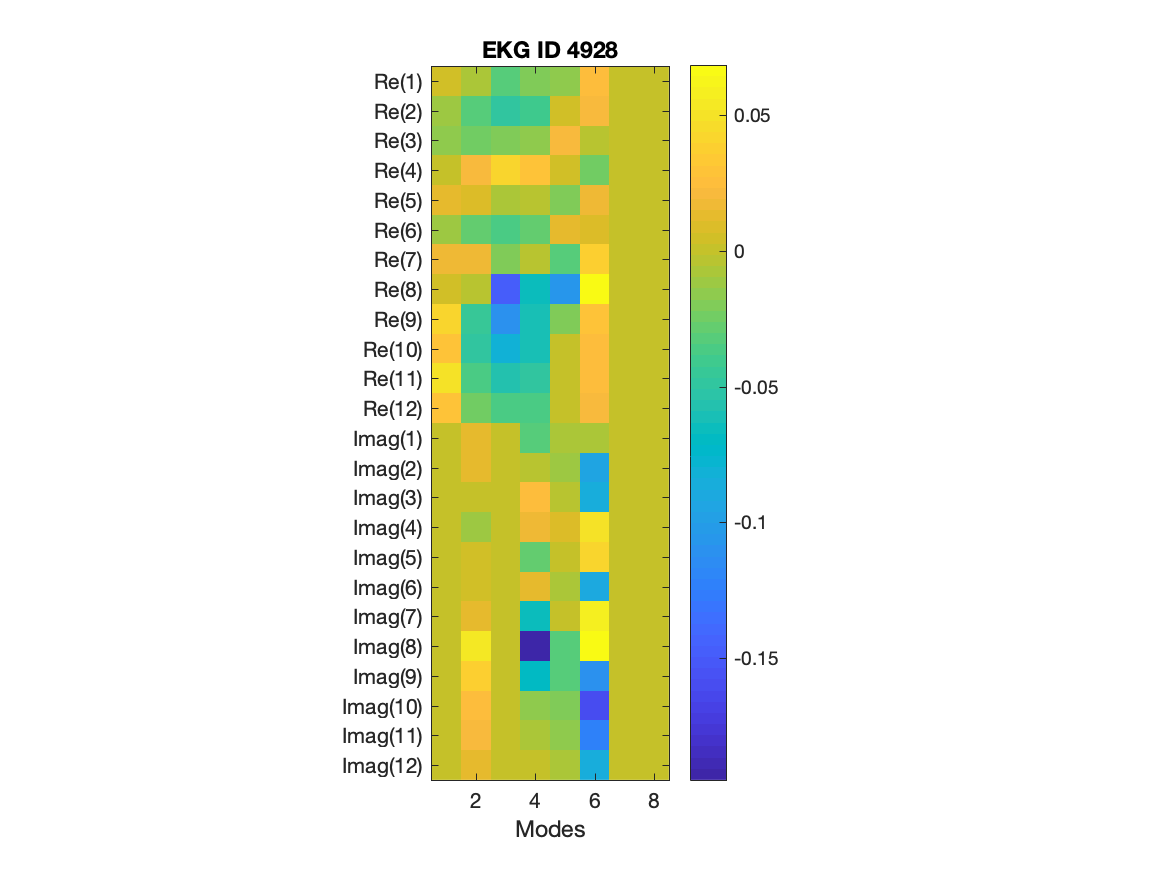 EKG ID 4928
Re(1)
Re(2)
Re(3)
Re(4)
Re(5)
Re(6)
Re(7)
Re(8)
Re(9)
Re(10)
Re(11)
Re(12)
Imag(1)
Imag(2)
Imag(3)
Imag(4)
Imag(5)
Imag(6)
Imag(7)
Imag(8)
Imag(9)
Imag(10)
Imag(11)
Imag(12)
2 4 6 8
Modes
0.05
0
-0.05
-0.1
-0.15